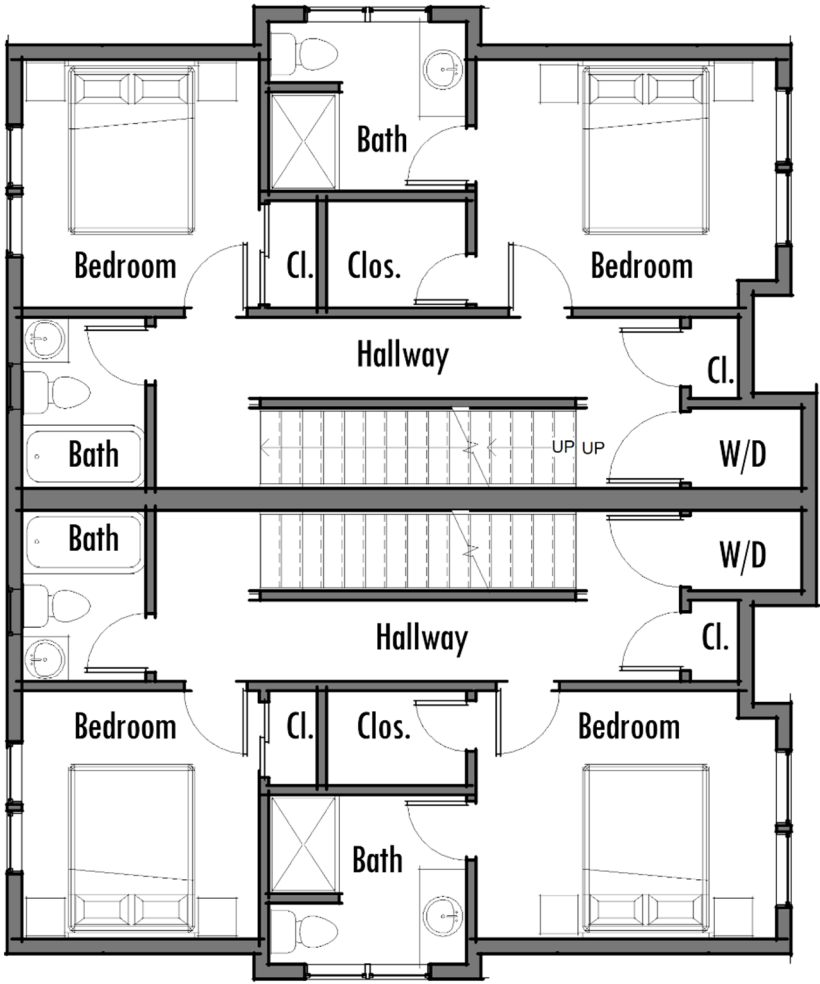 Bath
Bedroom
Cl.
Clos.
Bedroom
Hallway
Cl.
Bath
UP
UP
W/D
Bath
W/D
Hallway
Cl.
Bedroom
Cl.
Clos.
Bedroom
Bath